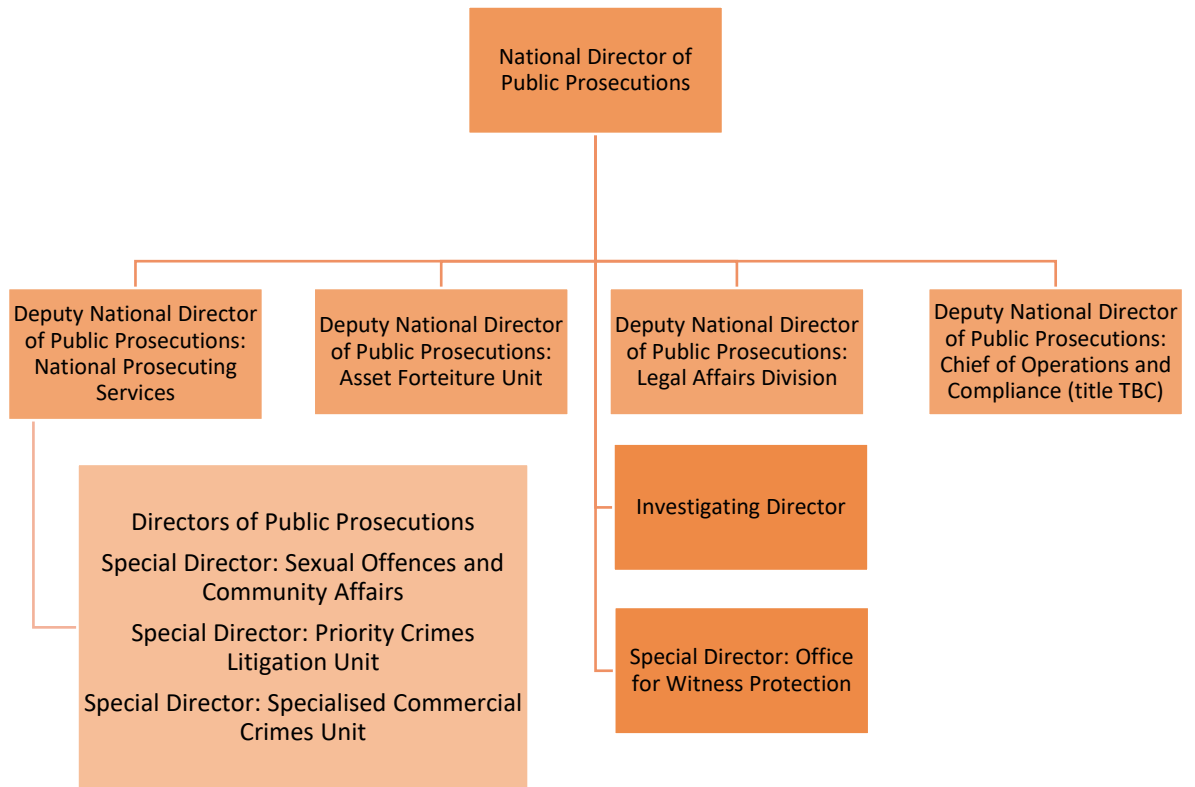 National Director of
Public Prosecutions
Deputy National Director
of Public Prosecutions:
National Prosecuting
Services
Deputy National Director
of Public Prosecutions:
Asset Forteiture Unit
Deputy National Director
of Public Prosecutions:
Legal Affairs Division
Deputy National Director
of Public Prosecutions:
Chief of Operations and
Compliance (title TBC)
Directors of Public Prosecutions
Special Director: Sexual Offences and
Community Affairs
Special Director: Priority Crimes
Litigation Unit
Special Director: Specialised Commercial
Crimes Unit
Investigating Director
Special Director: Office
for Witness Protection